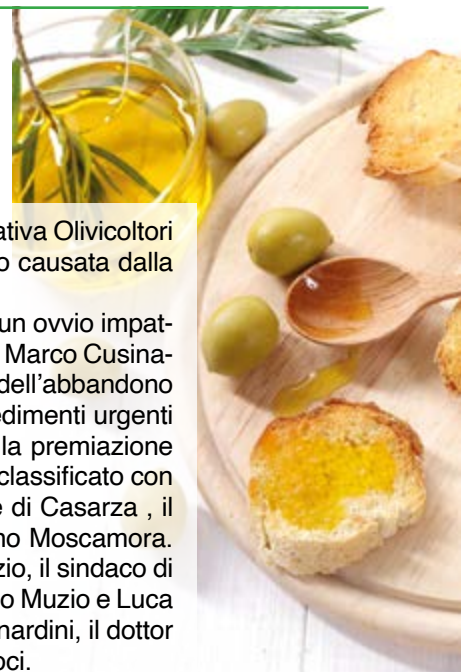 ativa Olivicoltori
o causata dalla
un ovvio impat-
Marco Cusina-
dell'abbandono
edimenti urgenti
la premiazione
classificato con
e di Casarza , il
no Moscamora.
zio, il sindaco di
o Muzio e Luca
nardini, il dottor
oci.